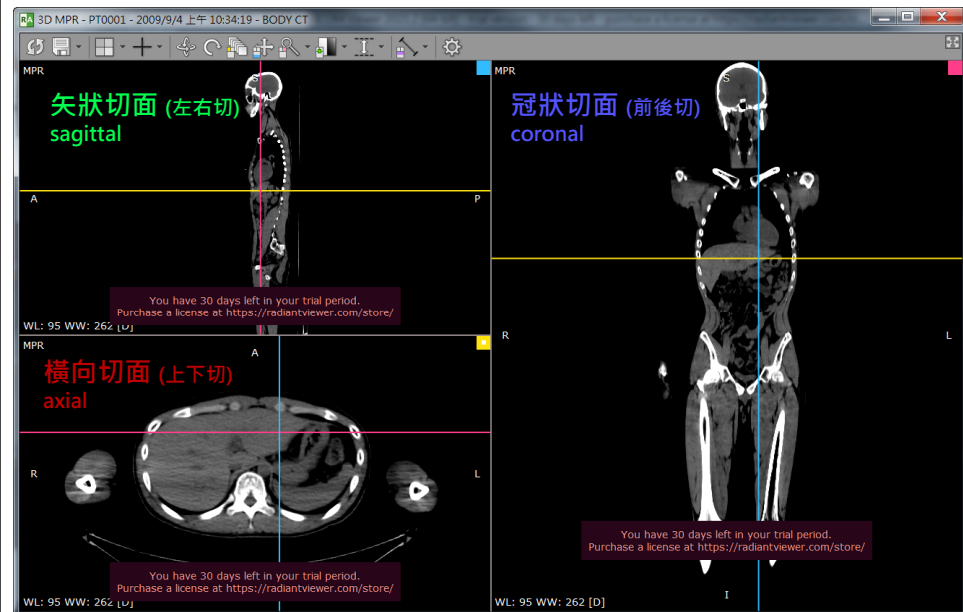 3D MPR - PT0001 - 2009/9/4 上午 10:34:19 - BODY CT
MPR
S
矢狀切面 (左右切)
sagittal
A
P
You have 30 days left in your trial period.
Purchase a license at https://radiantviewer.com/store/
WL: 95 WW: 262 [D]
MPR
A
橫向切面 (上下切)
axial
R
L
You have 30 days left in your trial period.
Purchase a license at https://radiantviewer.com/store/
WL: 95 WW: 262 [D]
MPR
S
冠狀切面 (前後切)
coronal
R
L
You have 30 days left in your trial period.
Purchase a license at https://radiantviewer.com/store/
I
WL: 95 WW: 262 [D]